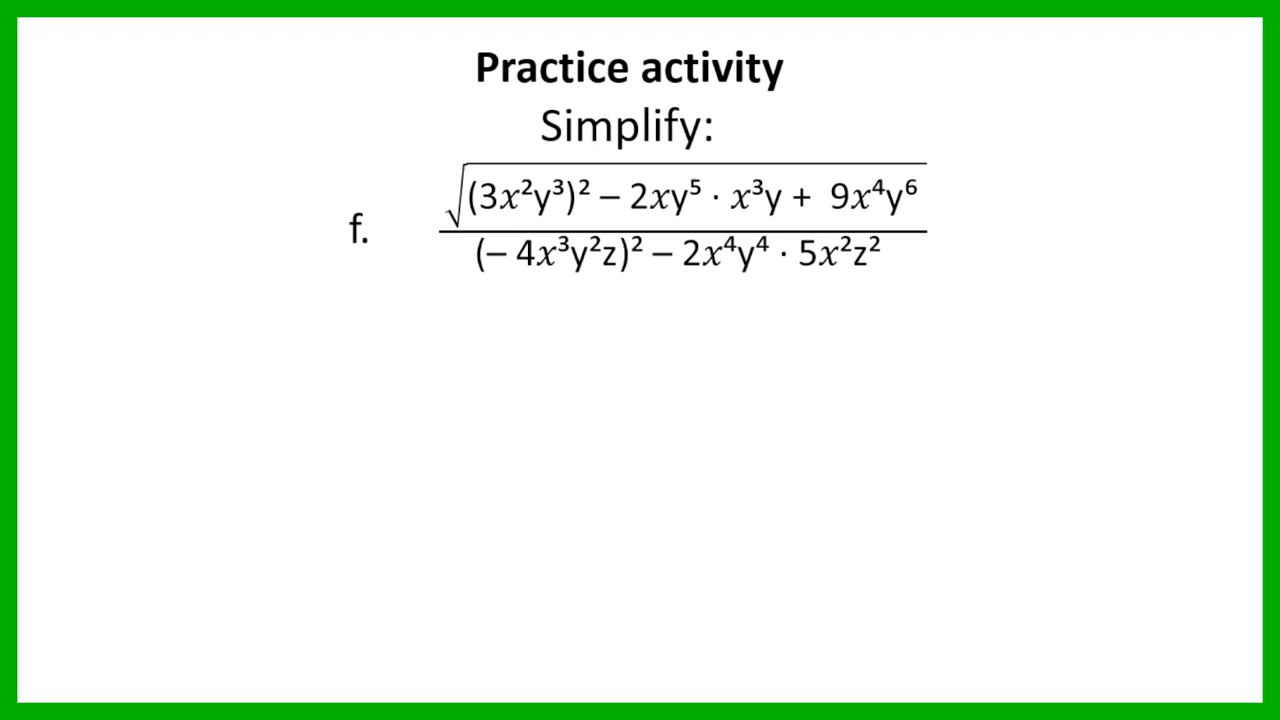 Practice activity
Simplify:
f. √(3x²y³)² – 2xy⁵ · x³y + 9x⁴y⁶
(– 4x³y²z)² – 2x⁴y⁴ · 5x²z²